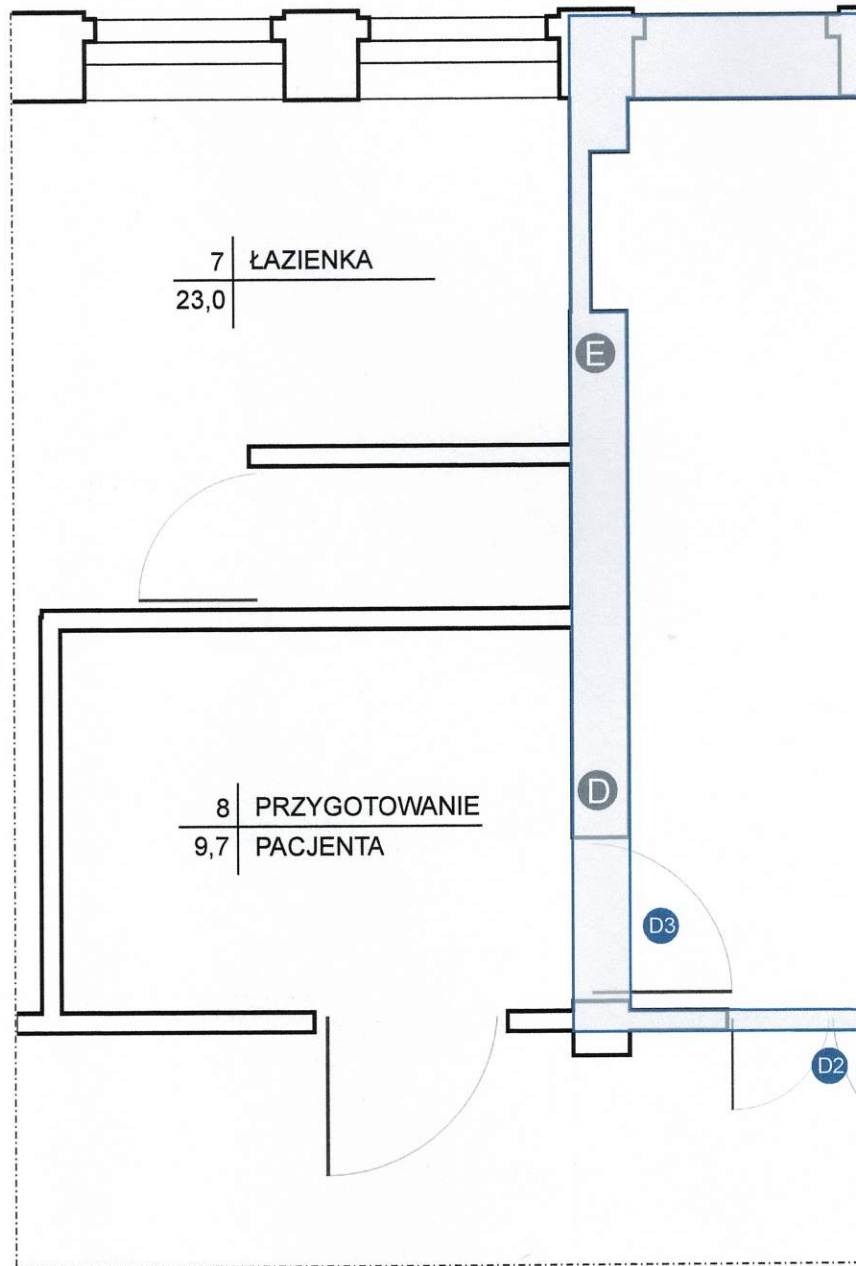 7 ŁAZIENKA
23,0
E
8 PRZYGOTOWANIE
9,7 PACJENTA
D
D3
D2